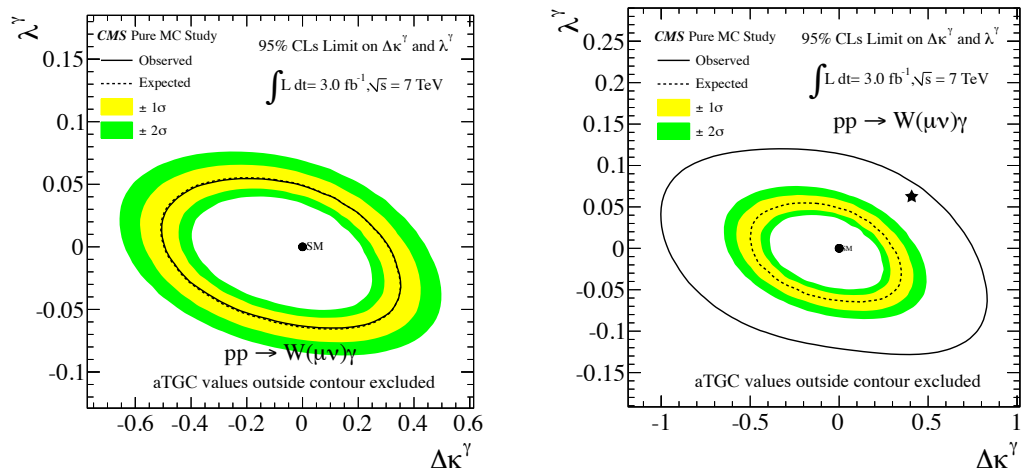 λ^γ
0.15
0.1
0.05
0
-0.05
-0.1
CMS Pure MC Study
Observed
Expected
± 1σ
± 2σ
95% CLs Limit on Δκ^γ and λ^γ
∫L dt= 3.0 fb⁻¹,√s = 7 TeV
SM
pp → W(μν)γ
aTGC values outside contour excluded
-0.6 -0.4 -0.2 0 0.2 0.4 0.6
Δκ^γ
λ^γ
0.25
0.2
0.15
0.1
0.05
0
-0.05
-0.1
-0.15
CMS Pure MC Study
Observed
Expected
± 1σ
± 2σ
95% CLs Limit on Δκ^γ and λ^γ
∫L dt= 3.0 fb⁻¹,√s = 7 TeV
pp → W(μν)γ
SM
aTGC values outside contour excluded
-1 -0.5 0 0.5 1
Δκ^γ